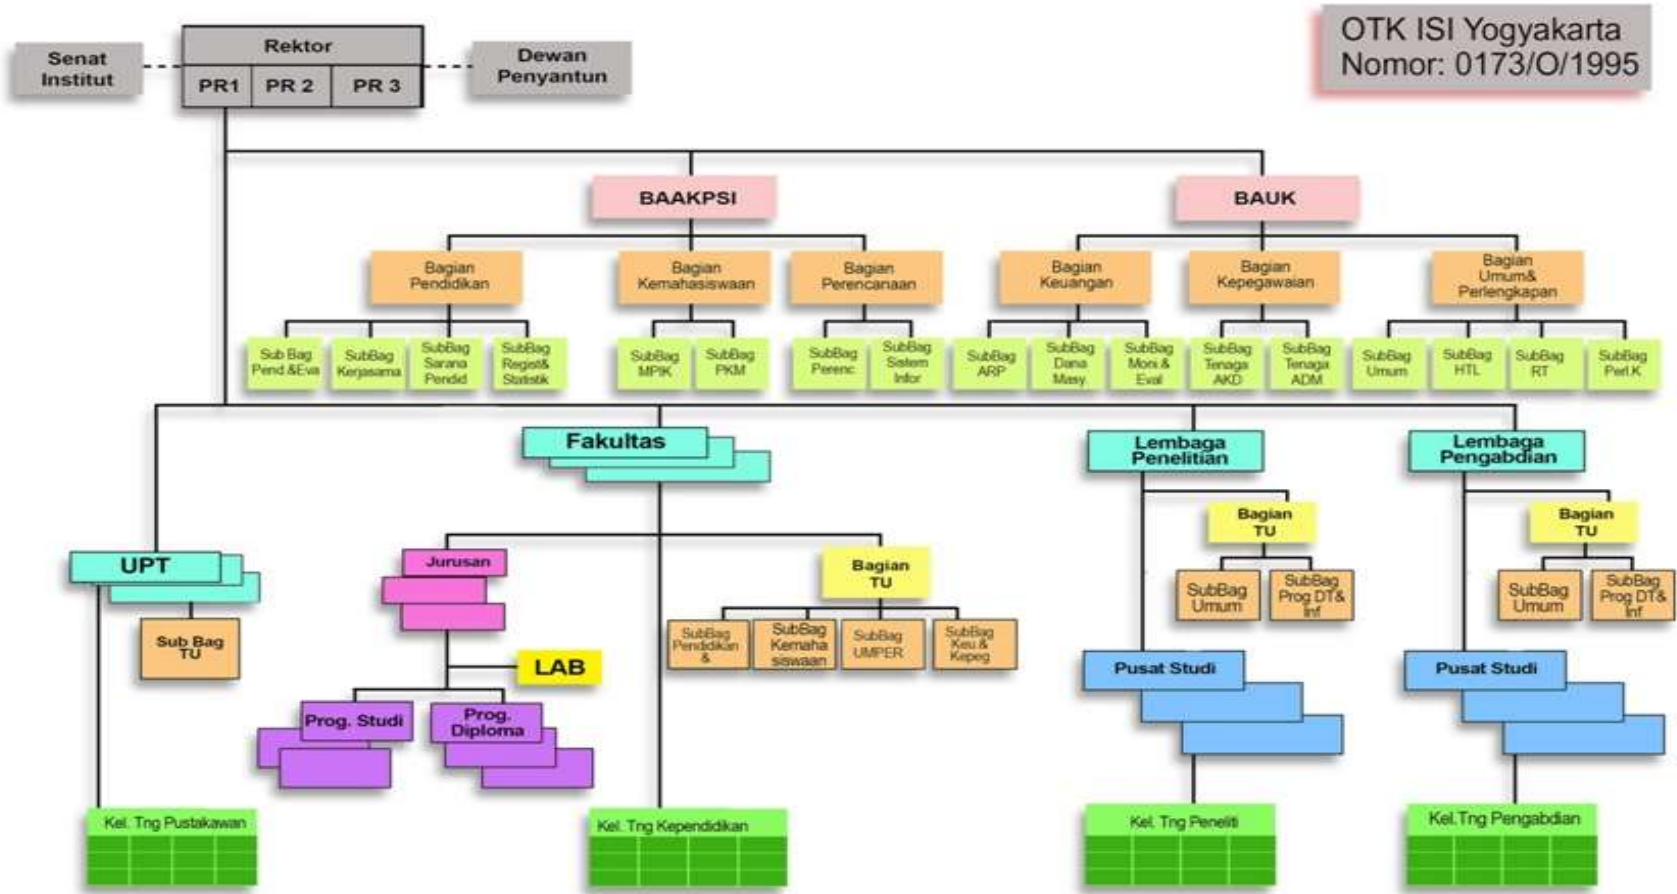 OTK ISI Yogyakarta
Nomor: 0173/O/1995
Senat
Institut
Rektor
PR1 PR 2 PR 3
Dewan
Penyantun
BAAKPSI
BAUK
Bagian
Pendidikan
Bagian
Kemahasiswaan
Bagian
Perencanaan
Bagian
Keuangan
Bagian
Kepegawaian
Bagian
Umum&
Perlengkapan
Sub Bag
Pend &Eva
SubBag
Kerjasama
SubBag
Sarana
Pendid
SubBag
Regist&
Statistik
SubBag
MPIK
SubBag
PKM
SubBag
Perenc
SubBag
Sistem
Infor
SubBag
ARP
SubBag
Dana
Masy.
SubBag
Moni &
Eval
SubBag
Tenaga
AKD
SubBag
Tenaga
ADM
SubBag
Umum
SubBag
HTL
SubBag
RT
SubBag
Perl.K
Fakultas
Lembaga
Penelitian
Lembaga
Pengabdian
UPT
Sub Bag
TU
Jurusan
Bagian
TU
SubBag
Pendidikan
&
SubBag
Kemaha
siswaan
SubBag
UMPER
SubBag
Keu &
Kepeg
LAB
Prog. Studi
Prog.
Diploma
Bagian
TU
SubBag
Umum
SubBag
Prog DT&
Inf
Bagian
TU
SubBag
Umum
SubBag
Prog DT&
Inf
Pusat Studi
Pusat Studi
Kel. Tng Pustakawan
Kel. Tng Kependidikan
Kel. Tng Peneliti
Kel.Tng Pengabdian